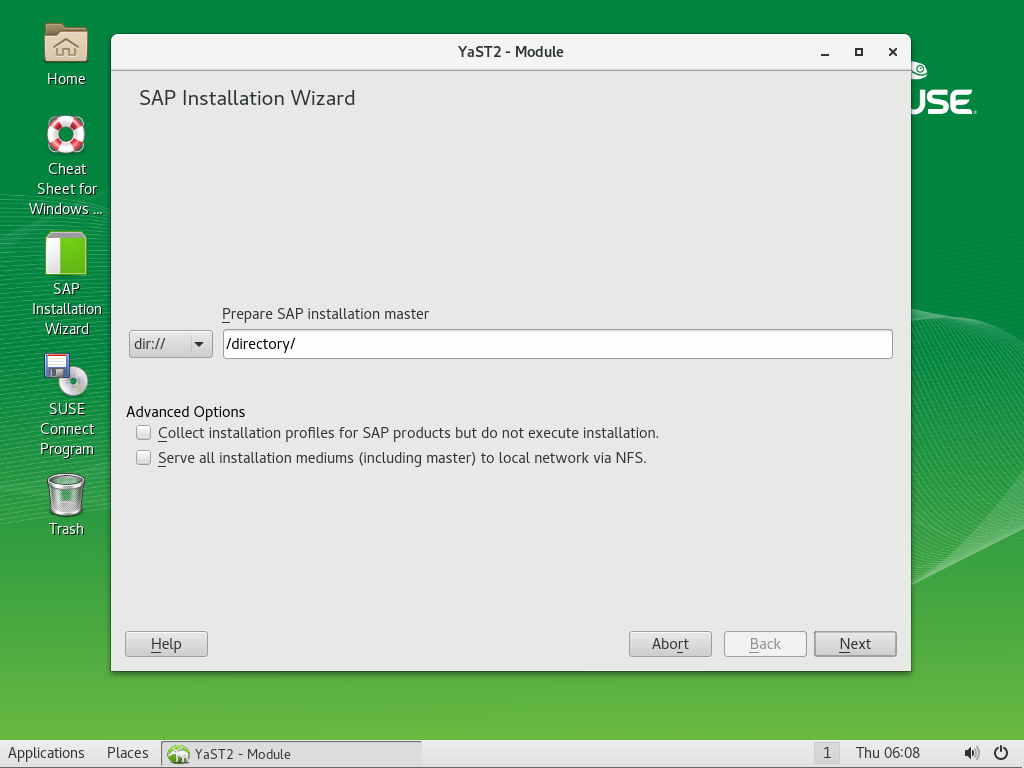 YaST2 - Module
SAP Installation Wizard
Prepare SAP installation master
dir://
/directory/
Advanced Options
Collect installation profiles for SAP products but do not execute installation.
Serve all installation mediums (including master) to local network via NFS.
Help
Abort
Back
Next
Home
Cheat
Sheet for
Windows ...
SAP
Installation
Wizard
SUSE
Connect
Program
Trash
USE
Applications
Places
YaST2 - Module
1
Thu 06:08